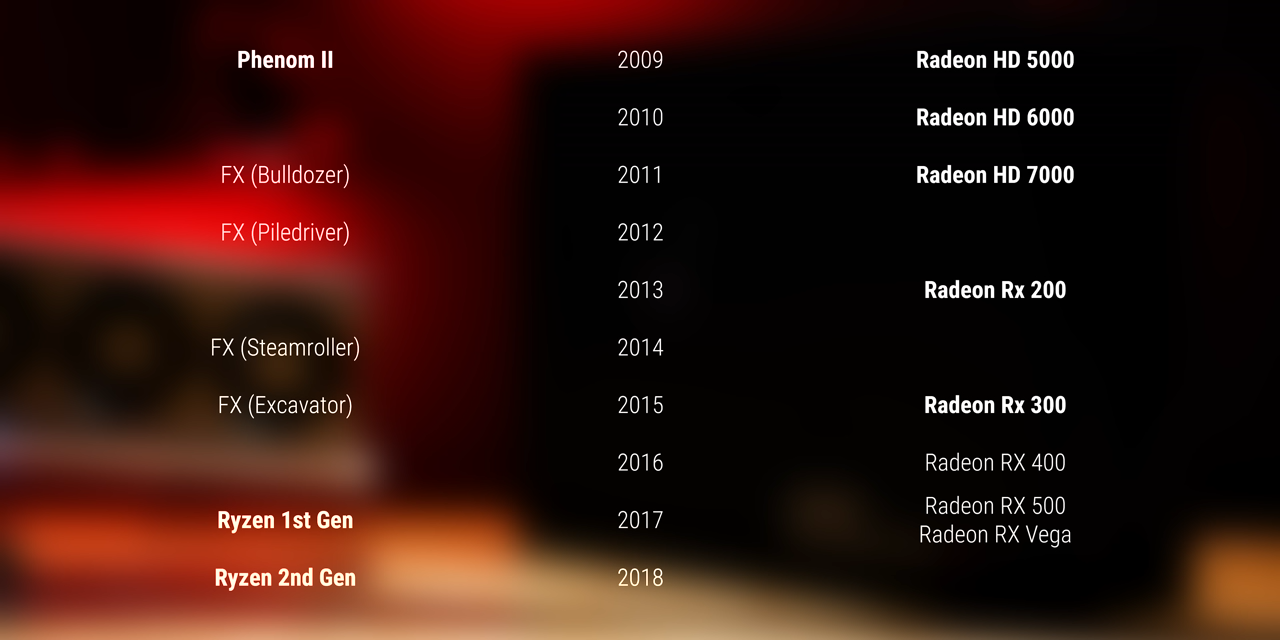 Phenom II 2009 Radeon HD 5000
2010 Radeon HD 6000
FX (Bulldozer) 2011 Radeon HD 7000
FX (Piledriver) 2012
2013 Radeon Rx 200
FX (Steamroller) 2014
FX (Excavator) 2015 Radeon Rx 300
2016 Radeon RX 400
Ryzen 1st Gen 2017 Radeon RX 500
Radeon RX Vega
Ryzen 2nd Gen 2018